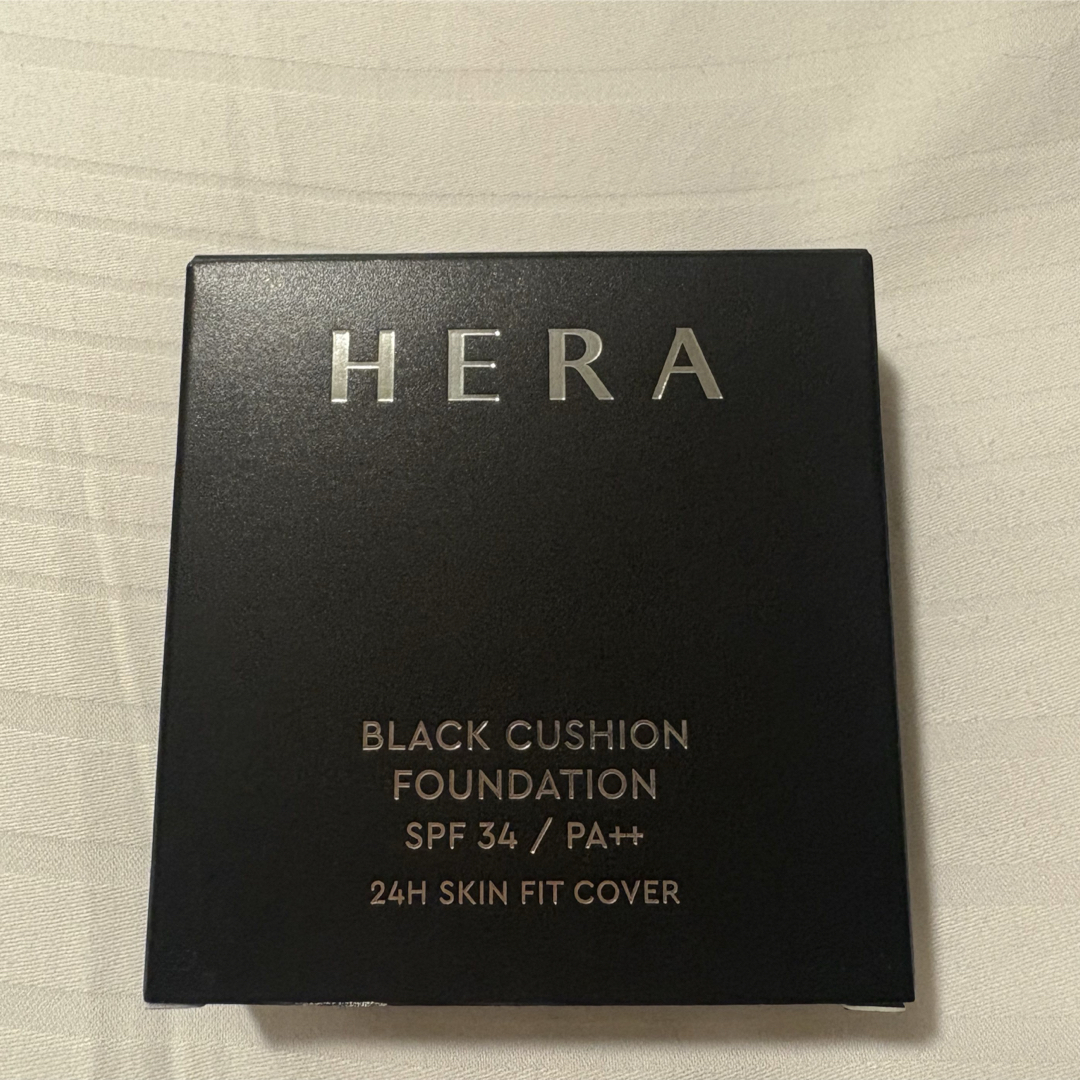 HERA
BLACK CUSHION
FOUNDATION
SPF 34 / PA++
24H SKIN FIT COVER